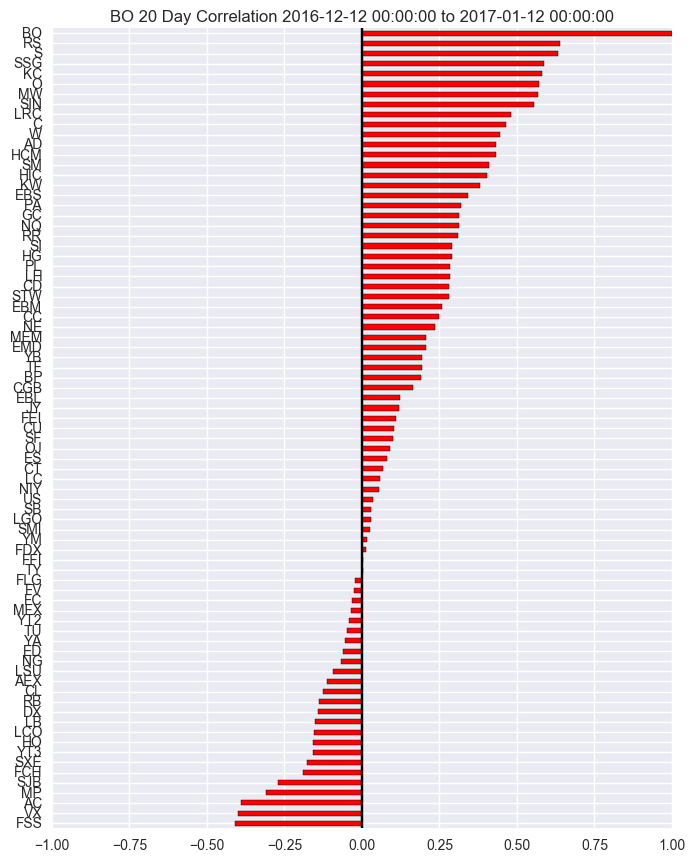 BO 20 Day Correlation 2016-12-12 00:00:00 to 2017-01-12 00:00:00
BO
RS
S
SSG
KC
O
MW
SJN
LRC
C
W
AD
HCM
SM
HIC
KW
EBS
PA
GC
NQ
RR
SI
HG
PL
LH
CD
STW
EBM
CC
NE
MEM
EMD
YB
TF
BP
CGB
EBL
JY
FEI
CU
SF
OJ
ES
CT
LC
NIY
US
SB
LGO
SMI
YM
FDX
TY
FLG
FV
FC
MFX
YT2
TU
YA
ED
NG
LSU
AEX
CL
RB
DX
LB
LCO
HO
YT3
SXE
FCH
SJB
MP
AC
VX
FSS
−1.00 −0.75 −0.50 −0.25 0.00 0.25 0.50 0.75 1.00